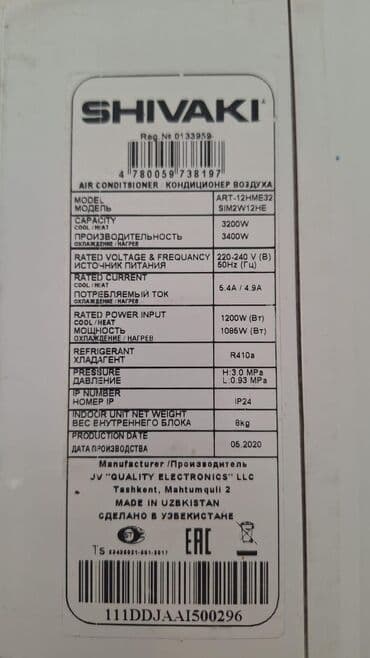 SHIVAKI
Reg.№ 0133959
4 780059 738197
AIR CONDITSIONER КОНДИЦИОНЕР ВОЗДУХА
MODEL ART-12HME32
МОДЕЛЬ SIM2W12HE
CAPACITY
COOL / HEAT 3200W
ПРОИЗВОДИТЕЛЬНОСТЬ 3400W
ОХЛАЖДЕНИЕ / НАГРЕВ
RATED VOLTAGE & FREQUANCY 220-240 V (В)
ИСТОЧНИК ПИТАНИЯ 50Hz (Гц)
RATED CURRENT
COOL / HEAT 5.4A / 4.9A
ПОТРЕБЛЯЕМЫЙ ТОК
ОХЛАЖДЕНИЕ / НАГРЕВ
RATED POWER INPUT 1200W (Вт)
COOL / HEAT
МОЩНОСТЬ 1085W (Вт)
ОХЛАЖДЕНИЕ / НАГРЕВ
REFRIGERANT R410a
ХЛАДАГЕНТ
PRESSURE H:3.0 MPa
ДАВЛЕНИЕ L:0.93 MPa
IP NUMBER
НОМЕР IP IP24
INDOOR UNIT NET WEIGHT
ВЕС ВНУТРЕННЕГО БЛОКА 8kg
PRODUCTION DATE
ДАТА ПРОИЗВОДСТВА 05.2020
Manufacturer /Производитель
JV "QUALITY ELECTRONICS" LLC
Tashkent, Mahtumquli 2
MADE IN UZBKISTAN
СДЕЛАНО В УЗБЕКИСТАНЕ
EAC
111DDJAAI500296